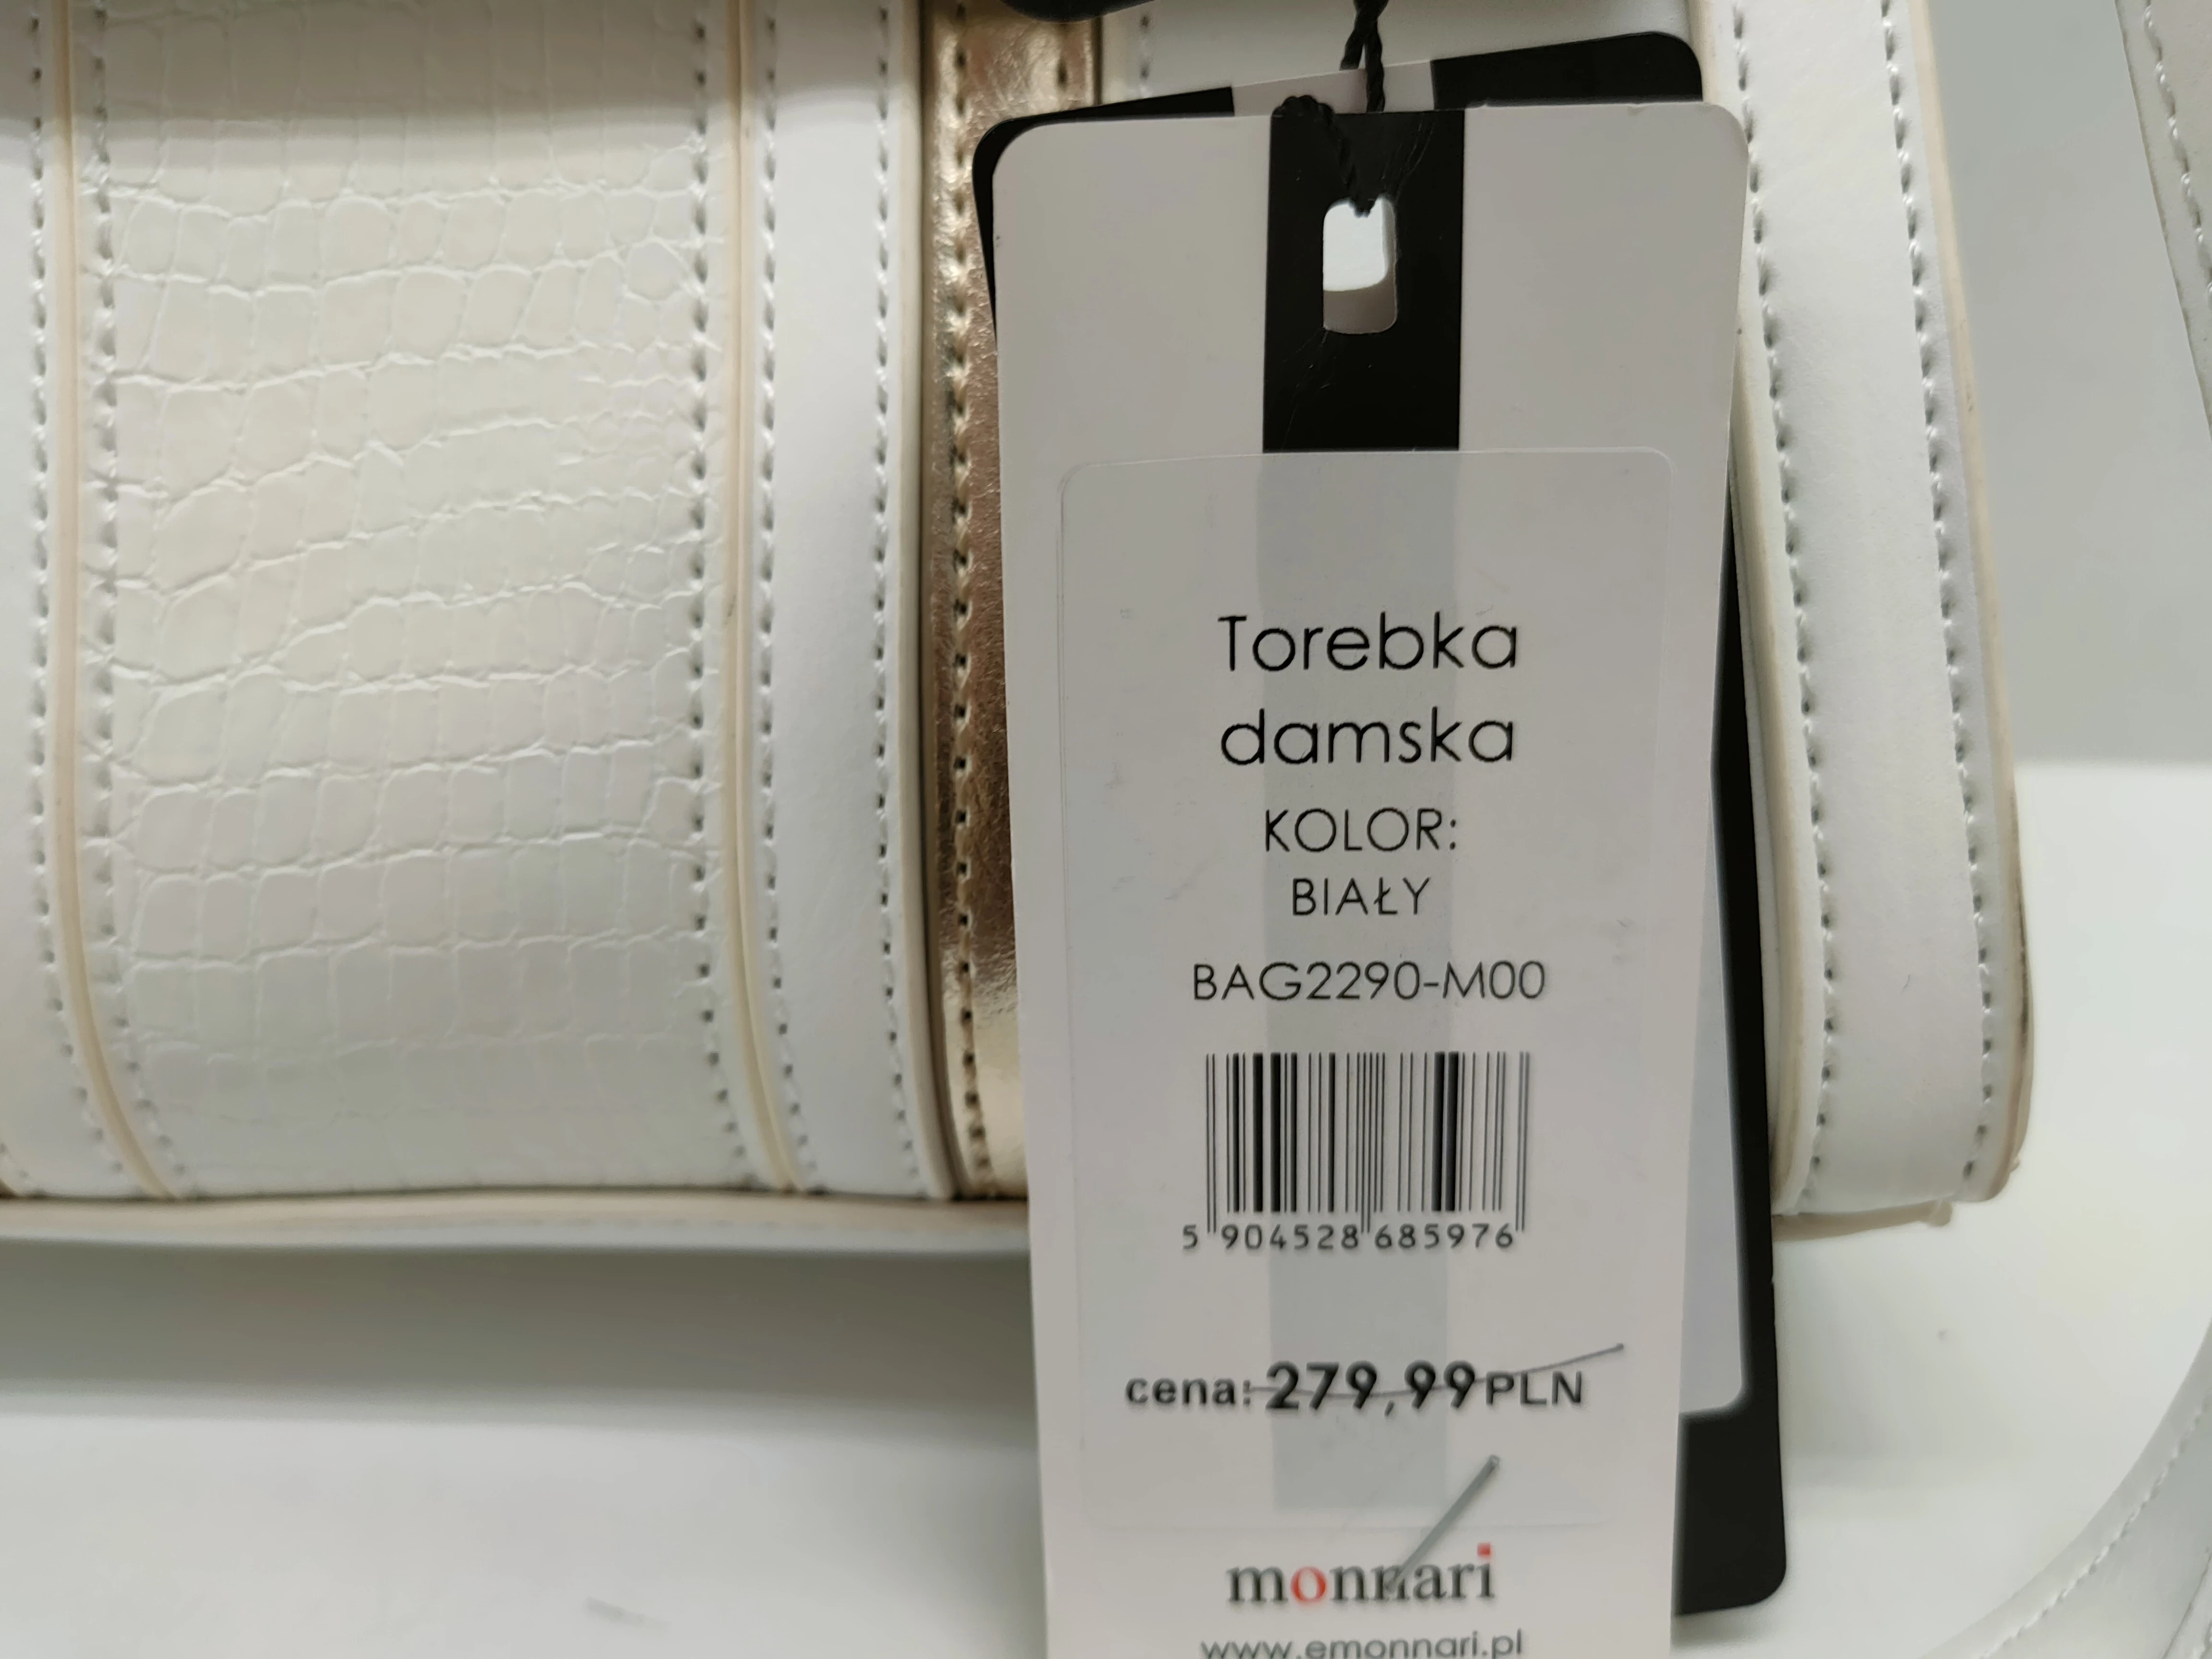 Torebka
damska
KOLOR:
BIAŁY
BAG2290-M00
5 904528 685976
cena: 279,99 PLN
monnari
www.emonnari.pl